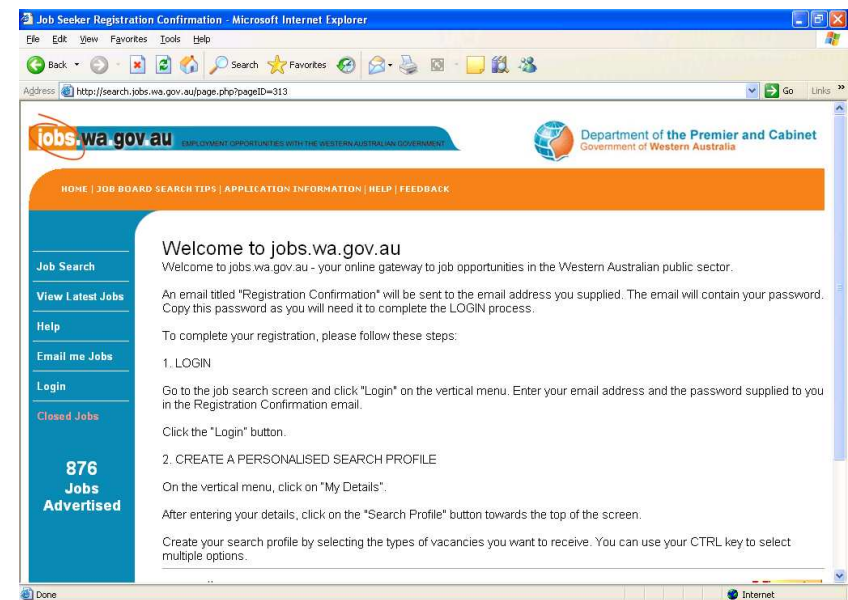 Job Seeker Registration Confirmation - Microsoft Internet Explorer
File Edit View Favorites Tools Help
Back Search Favorites
Address http://search.jobs.wa.gov.au/page.php?pageID=313 Go Links »
jobs.wa.gov.au EMPLOYMENT OPPORTUNITIES WITH THE WESTERN AUSTRALIAN GOVERNMENT
Department of the Premier and Cabinet
Government of Western Australia
HOME | JOB BOARD SEARCH TIPS | APPLICATION INFORMATION | HELP | FEEDBACK
Job Search
View Latest Jobs
Help
Email me Jobs
Login
Closed Jobs
876
Jobs
Advertised
Welcome to jobs.wa.gov.au
Welcome to jobs.wa.gov.au - your online gateway to job opportunities in the Western Australian public sector.
An email titled "Registration Confirmation" will be sent to the email address you supplied. The email will contain your password.
Copy this password as you will need it to complete the LOGIN process.
To complete your registration, please follow these steps:
1. LOGIN
Go to the job search screen and click "Login" on the vertical menu. Enter your email address and the password supplied to you
in the Registration Confirmation email.
Click the "Login" button.
2. CREATE A PERSONALISED SEARCH PROFILE
On the vertical menu, click on "My Details".
After entering your details, click on the "Search Profile" button towards the top of the screen.
Create your search profile by selecting the types of vacancies you want to receive. You can use your CTRL key to select
multiple options.
Done
Internet